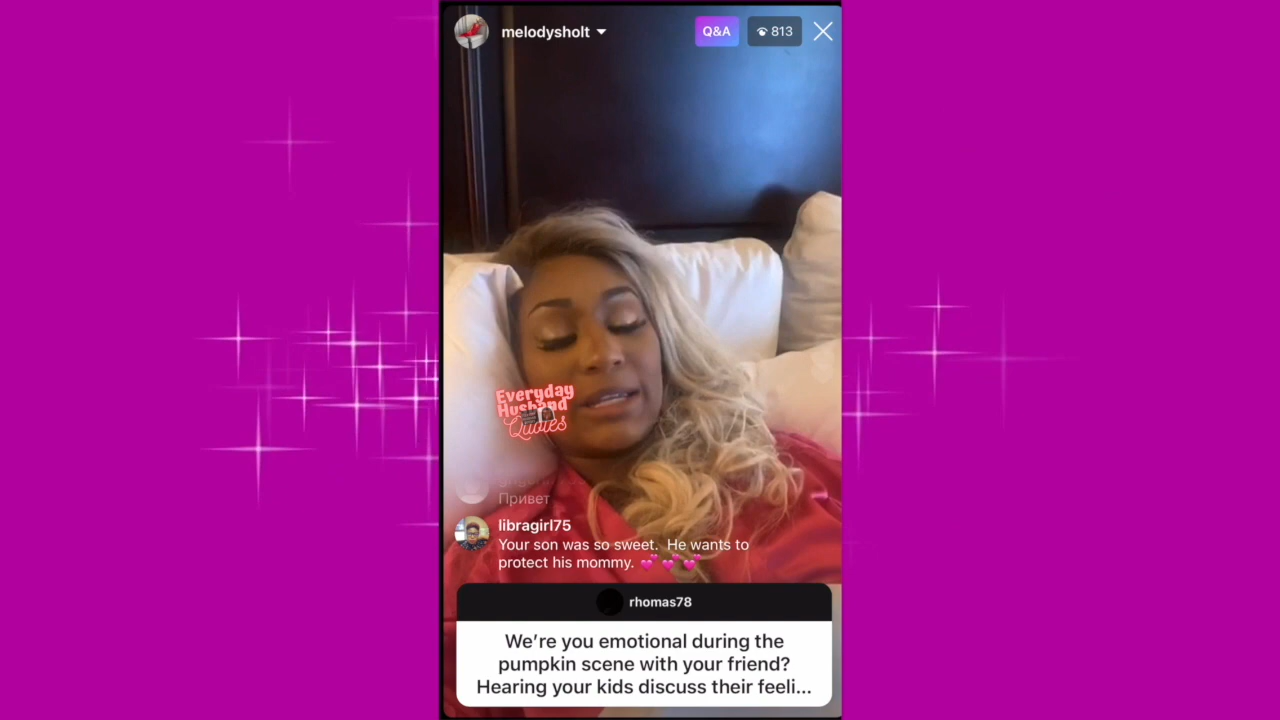 melodysholt
Q&A
813
Everyday
Husband
Quotes
Привет
libragirl75
Your son was so sweet. He wants to
protect his mommy. 💕 💕 💕
rhomas78
We’re you emotional during the
pumpkin scene with your friend?
Hearing your kids discuss their feeli...